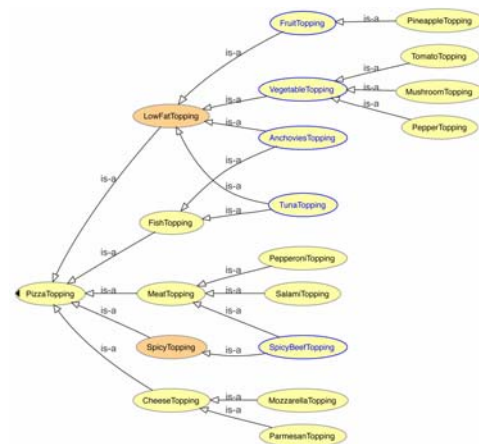 FruitTopping
is-a
PineappleTopping
is-a
TomatoTopping
is-a
VegetableTopping
is-a
is-a
MushroomTopping
LowFatTopping
is-a
PepperTopping
is-a
AnchoviesTopping
is-a
is-a
is-a
TunaTopping
FishTopping
is-a
is-a
PepperoniTopping
is-a
PizzaTopping
is-a
MeatTopping
is-a
SalamiTopping
is-a
is-a
SpicyTopping
is-a
SpicyBeefTopping
is-a
CheeseTopping
is-a
MozzarellaTopping
is-a
ParmesanTopping